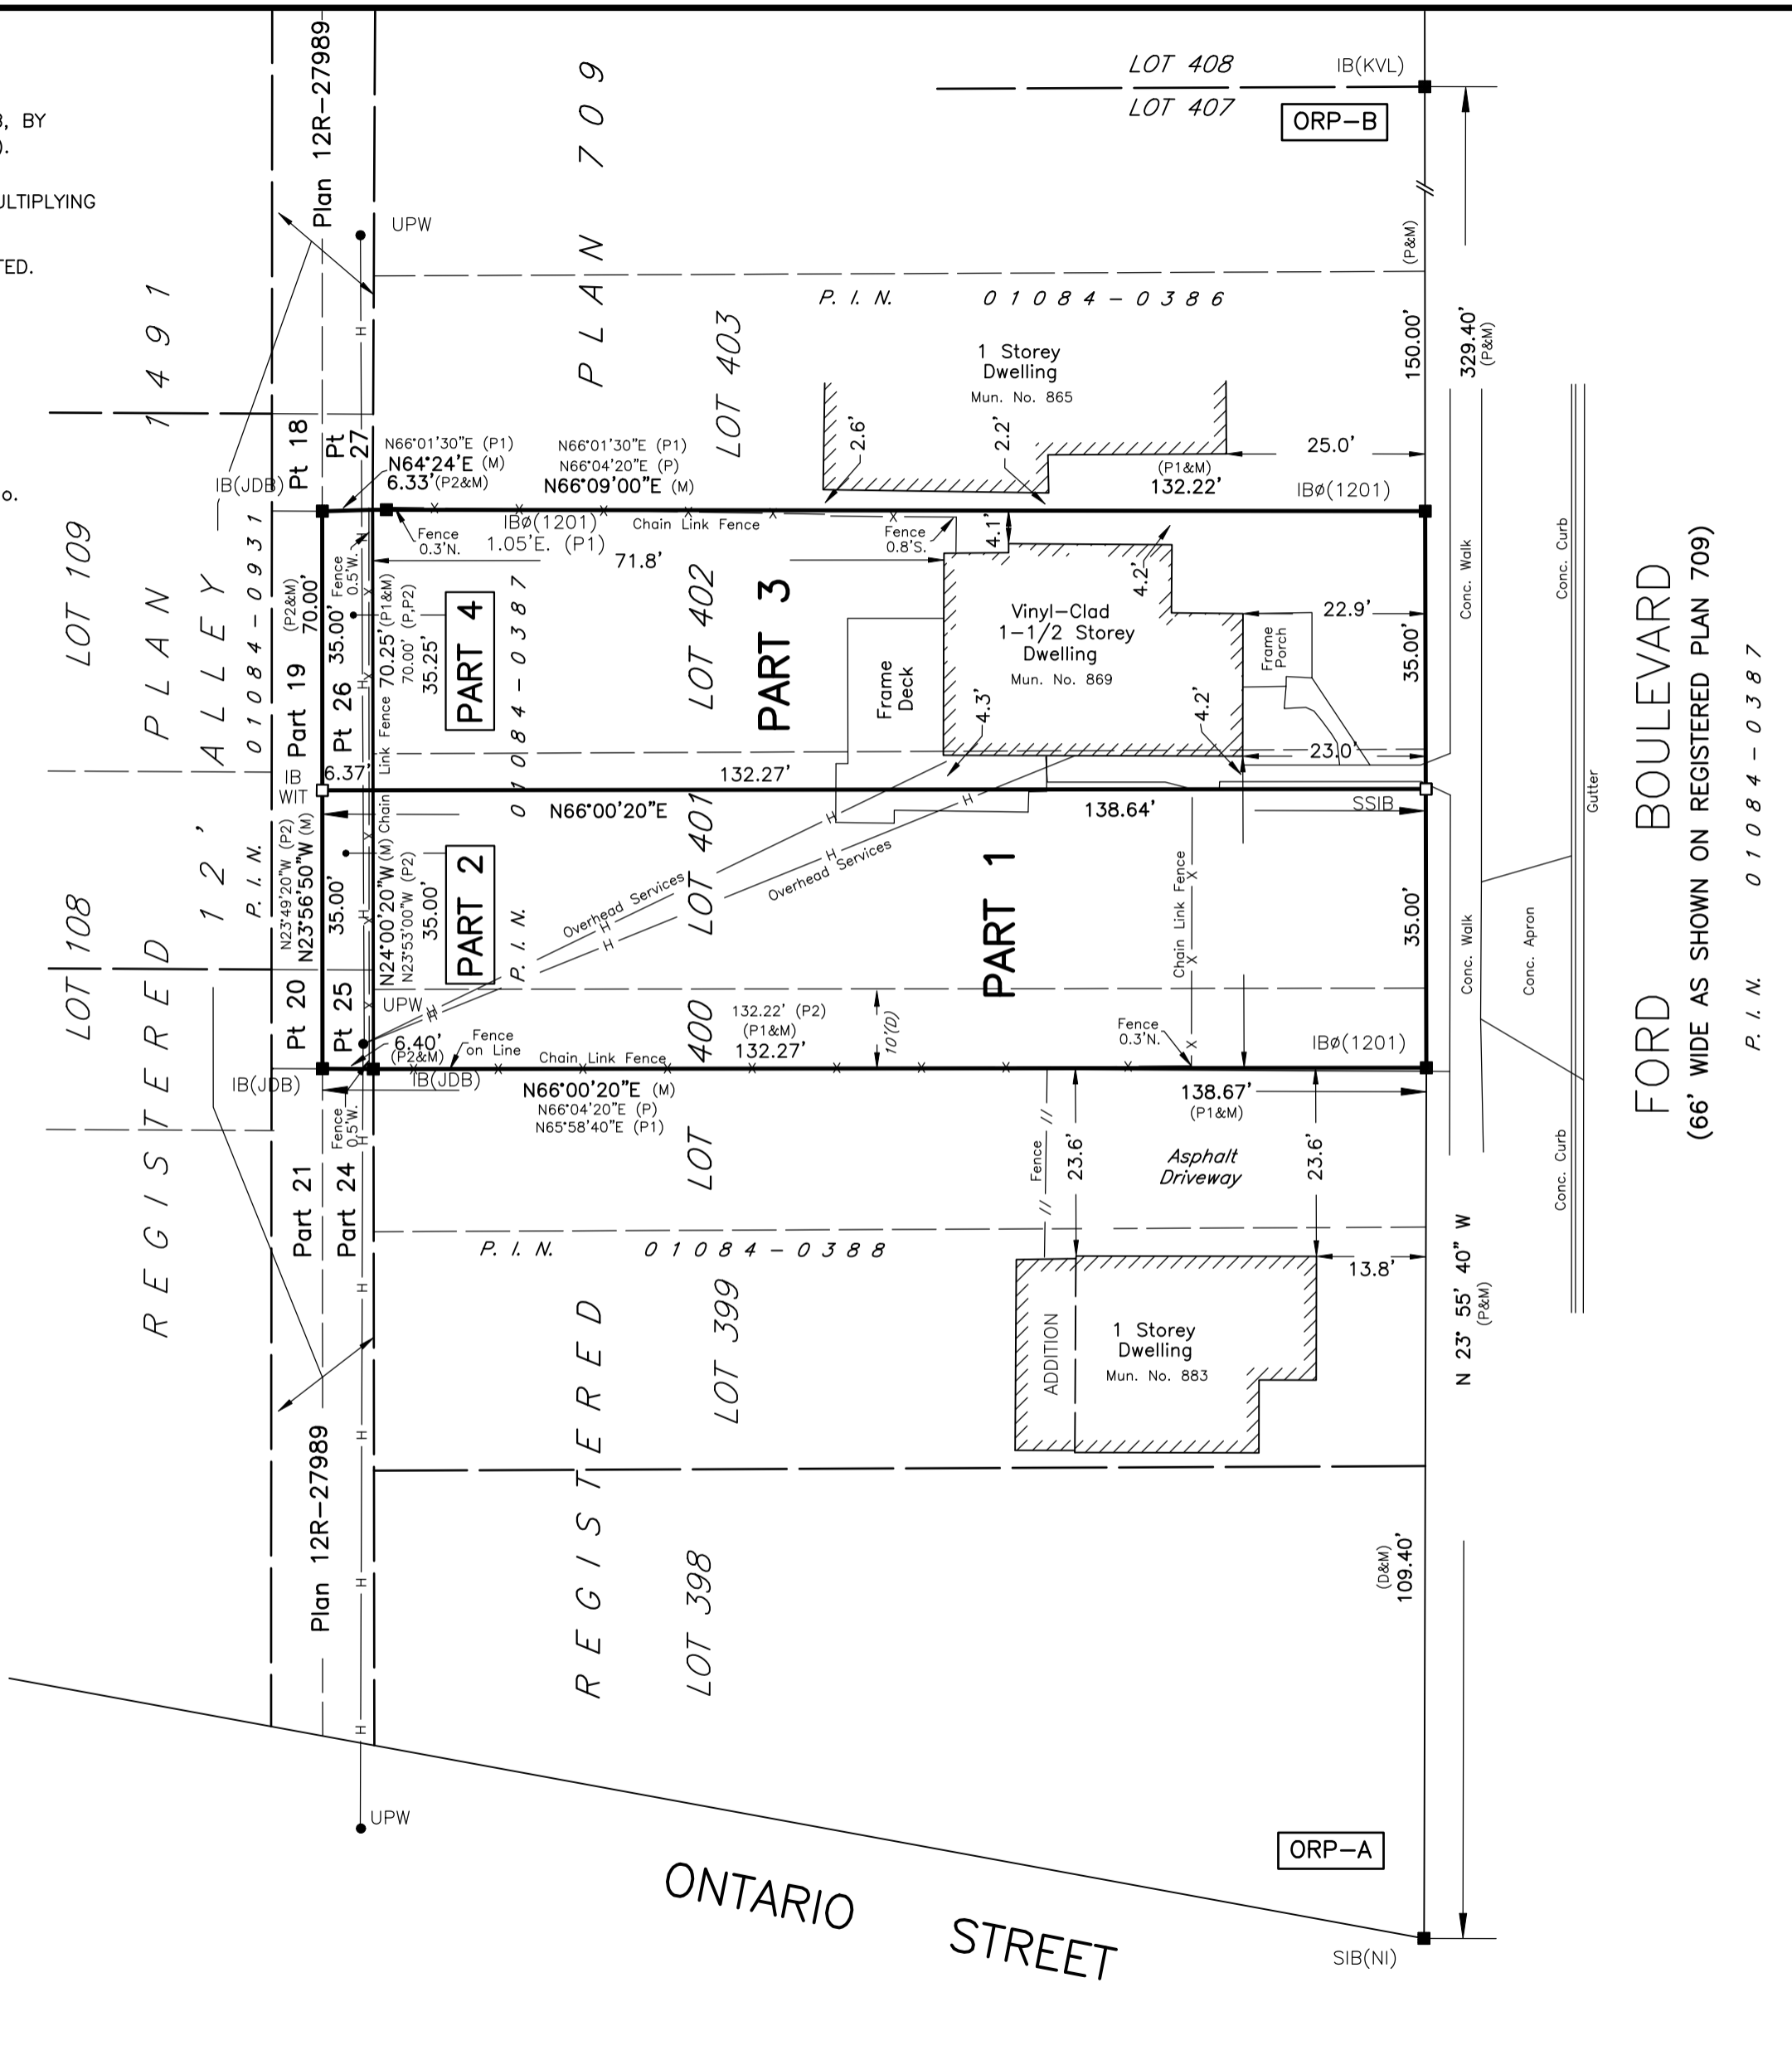 3, BY
).
ULTIPLYING
TED.
o.
Plan 12R-27989
UPW
PLAN 709
LOT 408
IB(KVL)
LOT 407
ORP-B
(P&M)
150.00'
329.40'
(P&M)
P. I. N. 01084-0386
LOT 403
1 Storey
Dwelling
Mun. No. 865
2.6'
2.2'
25.0'
(P1&M)
132.22'
IBø(1201)
1491
PLAN
REGISTERED
LOT 109
LOT 108
12' ALLEY
P. I. N. 01084-0931
Pt 18
Pt
27
IB(JDB)
N66°01'30"E (P1)
N64°24'E (M)
6.33'(P2&M)
N66°01'30"E (P1)
N66°04'20"E (P)
N66°09'00"E (M)
Fence
0.3'N.
IBø(1201)
1.05'E. (P1)
Chain Link Fence
Fence
0.8'S.
4.1'
71.8'
(P2&M)
70.00'
35.00'
Fence
0.5'W.
Part 19
Pt 26
Chain Link Fence
70.25'(P1&M)
70.00' (P,P2)
35.25'
PART 4
P. I. N. 01084-0387
LOT 402
PART 3
Vinyl-Clad
1-1/2 Storey
Dwelling
Mun. No. 869
4.2'
22.9'
Frame
Porch
Frame
Deck
4.3'
4.2'
23.0'
35.00'
IB
WIT
6.37'
132.27'
N66°00'20"E
138.64'
SSIB
N23°49'20"W (P2)
N23°56'50"W (M)
35.00'
N24°00'20"W (M)
N23°53'00"W (P2)
35.00'
PART 2
LOT 401
PART 1
Overhead Services
Overhead Services
Chain Link Fence
35.00'
Pt 20
Pt 25
UPW
6.40'
(P2&M)
Fence
on Line
Chain Link Fence
132.22' (P2)
(P1&M)
132.27'
10'(D)
Fence
0.3'N.
IBø(1201)
IB(JDB)
IB(JDB)
N66°00'20"E (M)
N66°04'20"E (P)
N65°58'40"E (P1)
138.67'
(P1&M)
Fence
0.5'W.
Part 21
Part 24
LOT 400
Fence
23.6'
Asphalt
Driveway
23.6'
P. I. N. 01084-0388
13.8'
REGISTERED
LOT 399
ADDITION
1 Storey
Dwelling
Mun. No. 883
Plan 12R-27989
LOT 398
(D&M)
109.40'
N 23° 55' 40" W
(P&M)
Conc. Walk
Conc. Curb
Gutter
Conc. Walk
Conc. Apron
Conc. Curb
FORD BOULEVARD
(66' WIDE AS SHOWN ON REGISTERED PLAN 709)
P. I. N. 01084-0387
UPW
ORP-A
ONTARIO STREET
SIB(NI)